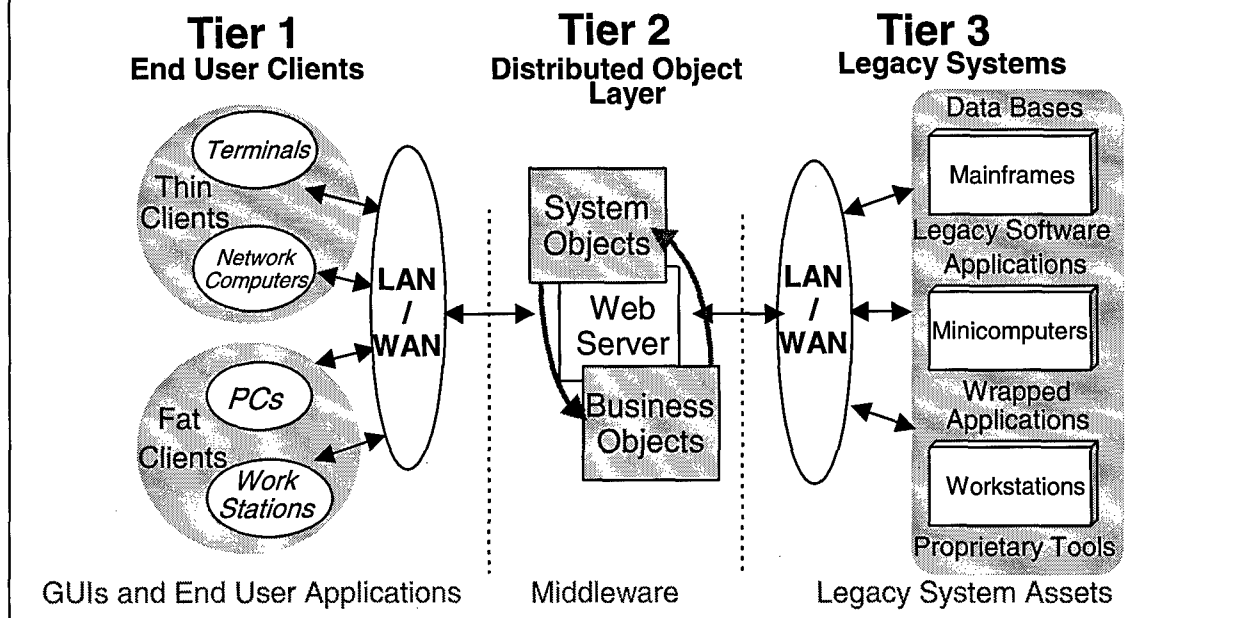 Tier 1
End User Clients
Terminals
Thin
Clients
Network
Computers
PCs
Fat
Clients
Work
Stations
GUIs and End User Applications
LAN
/
WAN
Tier 2
Distributed Object
Layer
System
Objects
Web
Server
Business
Objects
Middleware
LAN
/
WAN
Tier 3
Legacy Systems
Data Bases
Mainframes
Legacy Software
Applications
Minicomputers
Wrapped
Applications
Workstations
Proprietary Tools
Legacy System Assets